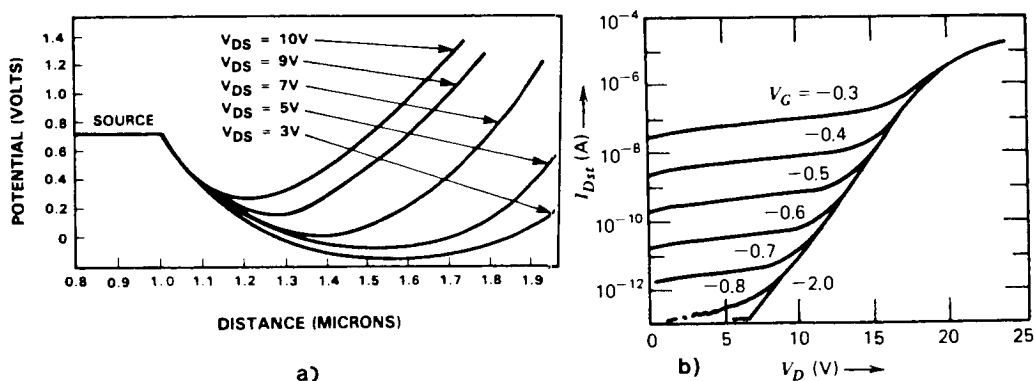 POTENTIAL (VOLTS)
1.4
1.2
1.0
0.8
0.6
0.4
0.2
0
SOURCE
V_DS = 10V
V_DS = 9V
V_DS = 7V
V_DS = 5V
V_DS = 3V
0.8 0.9 1.0 1.1 1.2 1.3 1.4 1.5 1.6 1.7 1.8 1.9
DISTANCE (MICRONS)
a)
I_Dst (A) →
10⁻⁴
10⁻⁶
10⁻⁸
10⁻¹⁰
10⁻¹²
V_G = −0.3
−0.4
−0.5
−0.6
−0.7
−0.8
−2.0
0 5 10 15 20 25
b)
V_D (V) →